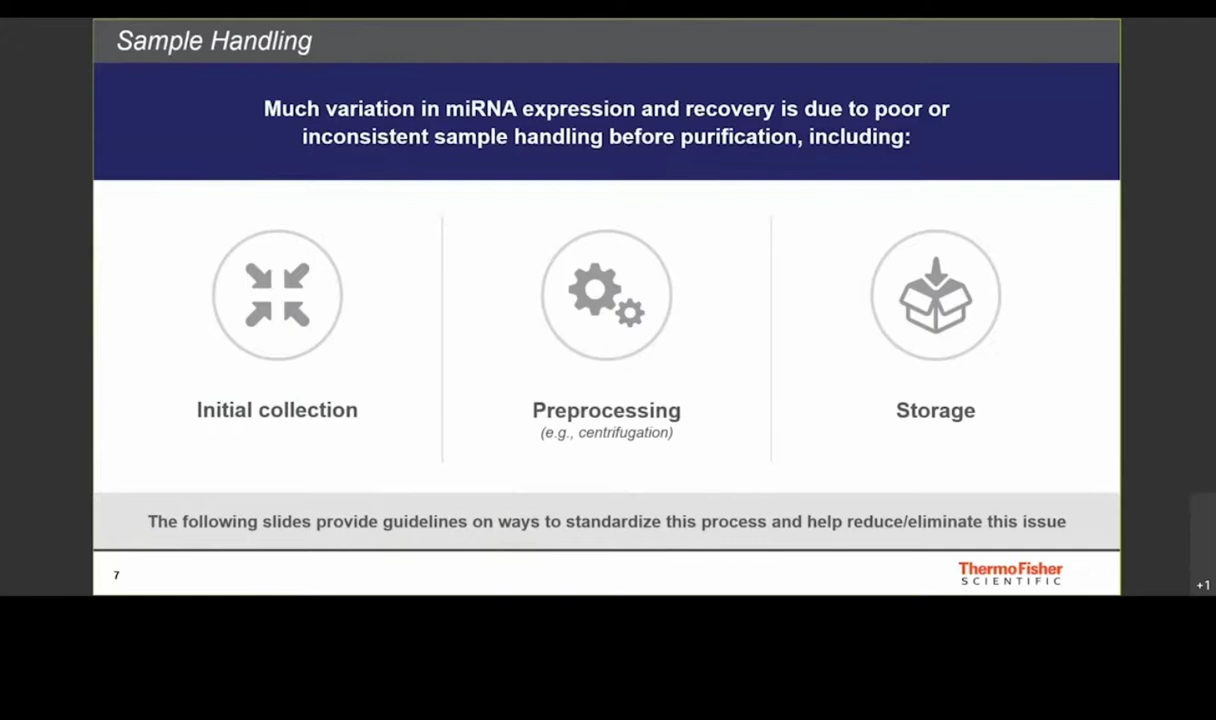 Sample Handling
Much variation in miRNA expression and recovery is due to poor or
inconsistent sample handling before purification, including:
Initial collection
Preprocessing
(e.g., centrifugation)
Storage
The following slides provide guidelines on ways to standardize this process and help reduce/eliminate this issue
7
ThermoFisher
SCIENTIFIC
+1